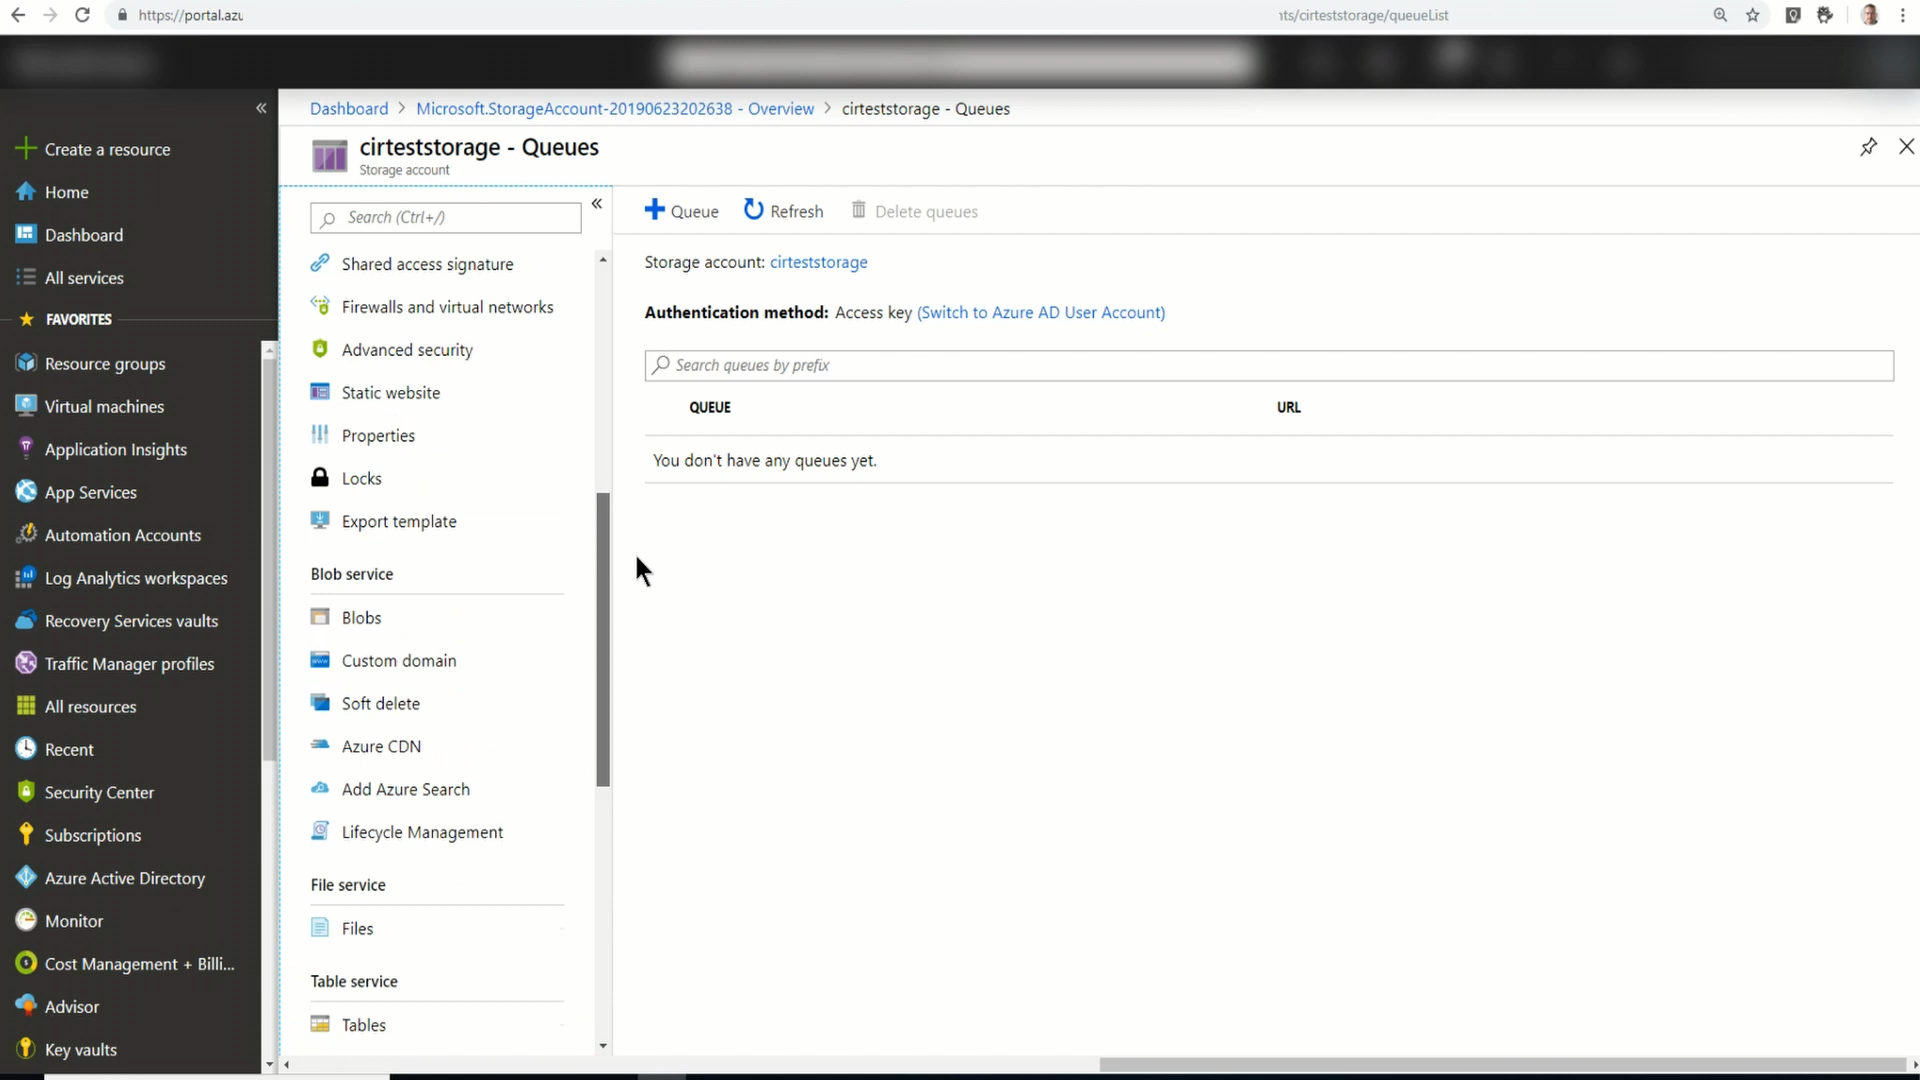 https://portal.azu
nts/cirteststorage/queueList
Dashboard > Microsoft.StorageAccount-20190623202638 - Overview > cirteststorage - Queues
cirteststorage - Queues
Storage account
Create a resource
Home
Dashboard
All services
FAVORITES
Resource groups
Virtual machines
Application Insights
App Services
Automation Accounts
Log Analytics workspaces
Recovery Services vaults
Traffic Manager profiles
All resources
Recent
Security Center
Subscriptions
Azure Active Directory
Monitor
Cost Management + Billi...
Advisor
Key vaults
Search (Ctrl+/)
Shared access signature
Firewalls and virtual networks
Advanced security
Static website
Properties
Locks
Export template
Blob service
Blobs
Custom domain
Soft delete
Azure CDN
Add Azure Search
Lifecycle Management
File service
Files
Table service
Tables
Queue Refresh Delete queues
Storage account: cirteststorage
Authentication method: Access key (Switch to Azure AD User Account)
Search queues by prefix
QUEUE URL
You don't have any queues yet.